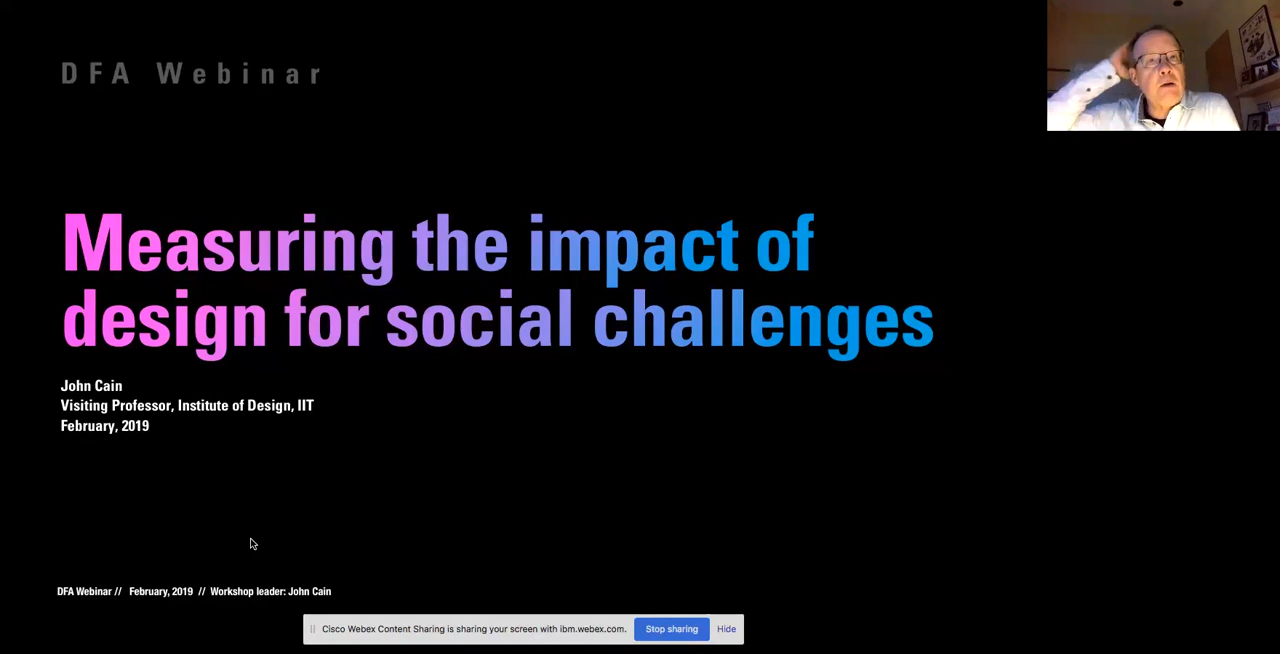 DFA Webinar
Measuring the impact of
design for social challenges
John Cain
Visiting Professor, Institute of Design, IIT
February, 2019
DFA Webinar // February, 2019 // Workshop leader: John Cain
Cisco Webex Content Sharing is sharing your screen with ibm.webex.com. Stop sharing Hide